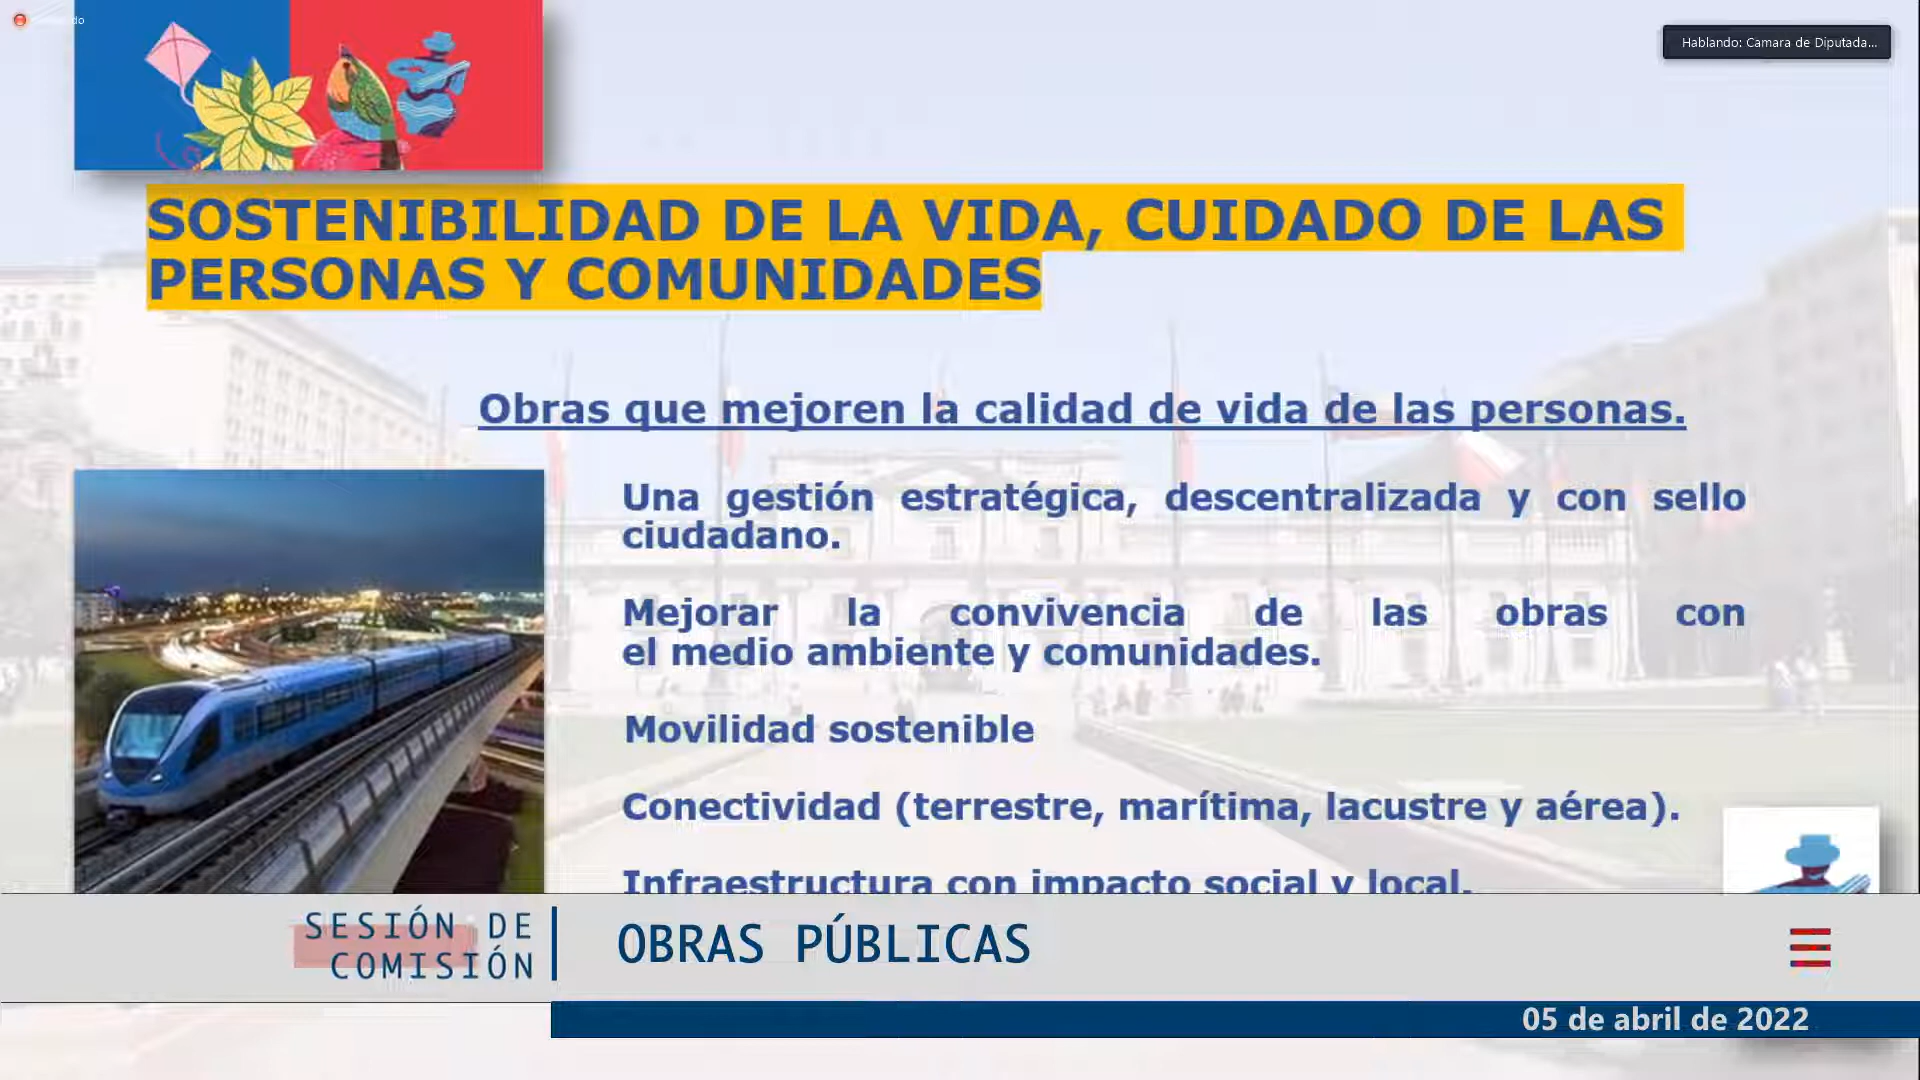 Hablando: Camara de Diputada...
SOSTENIBILIDAD DE LA VIDA, CUIDADO DE LAS
PERSONAS Y COMUNIDADES
Obras que mejoren la calidad de vida de las personas.
Una gestión estratégica, descentralizada y con sello
ciudadano.
Mejorar la convivencia de las obras con
el medio ambiente y comunidades.
Movilidad sostenible
Conectividad (terrestre, marítima, lacustre y aérea).
Infraestructura con impacto social y local.
SESIÓN DE
COMISIÓN
OBRAS PÚBLICAS
05 de abril de 2022